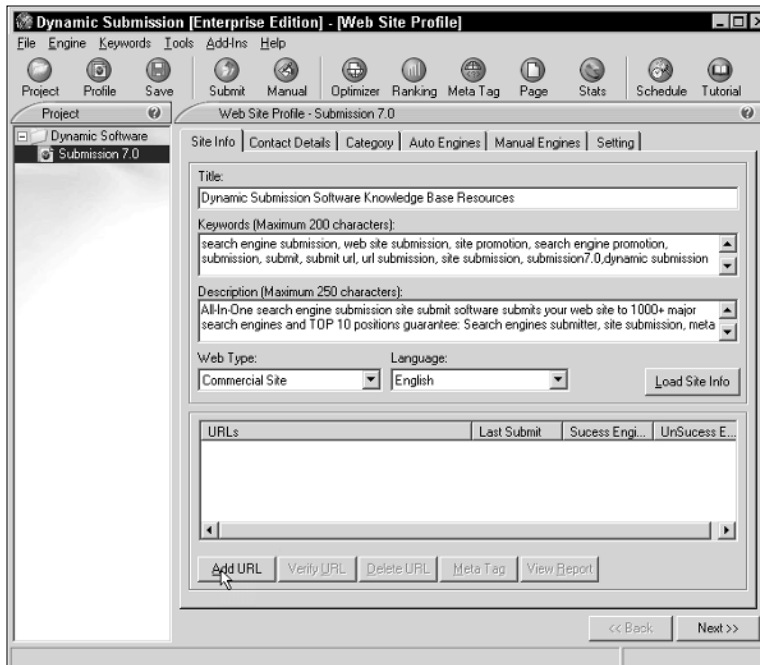 Dynamic Submission [Enterprise Edition] - [Web Site Profile]
File Engine Keywords Tools Add-Ins Help
Project Profile Save Submit Manual Optimizer Ranking Meta Tag Page Stats Schedule Tutorial
Project
Web Site Profile - Submission 7.0
Dynamic Software
Submission 7.0
Site Info Contact Details Category Auto Engines Manual Engines Setting
Title:
Dynamic Submission Software Knowledge Base Resources
Keywords (Maximum 200 characters):
search engine submission, web site submission, site promotion, search engine promotion,
submission, submit, submit url, url submission, site submission, submission7.0,dynamic submission
Description (Maximum 250 characters):
All-In-One search engine submission site submit software submits your web site to 1000+ major
search engines and TOP 10 positions guarantee: Search engines submitter, site submission, meta
Web Type: Language:
Commercial Site English Load Site Info
URLs Last Submit Sucess Engi... UnSucess E...
Add URL Verify URL Delete URL Meta Tag View Report
<< Back Next >>